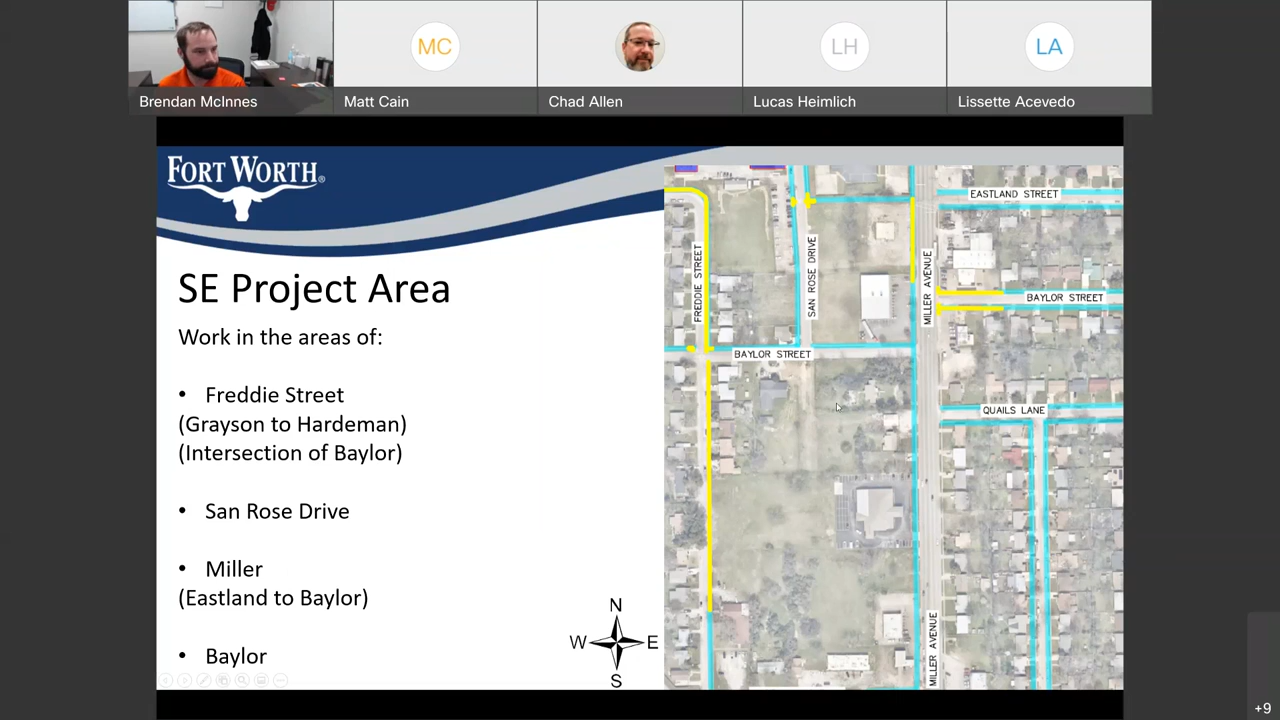 MC
LH
LA
Brendan McInnes
Matt Cain
Chad Allen
Lucas Heimlich
Lissette Acevedo
FORT WORTH®
SE Project Area
Work in the areas of:
• Freddie Street
(Grayson to Hardeman)
(Intersection of Baylor)
• San Rose Drive
• Miller
(Eastland to Baylor)
• Baylor
N
W E
S
EASTLAND STREET
FREDDIE STREET
SAN ROSE DRIVE
MILLER AVENUE
BAYLOR STREET
BAYLOR STREET
QUAILS LANE
MILLER AVENUE
+9